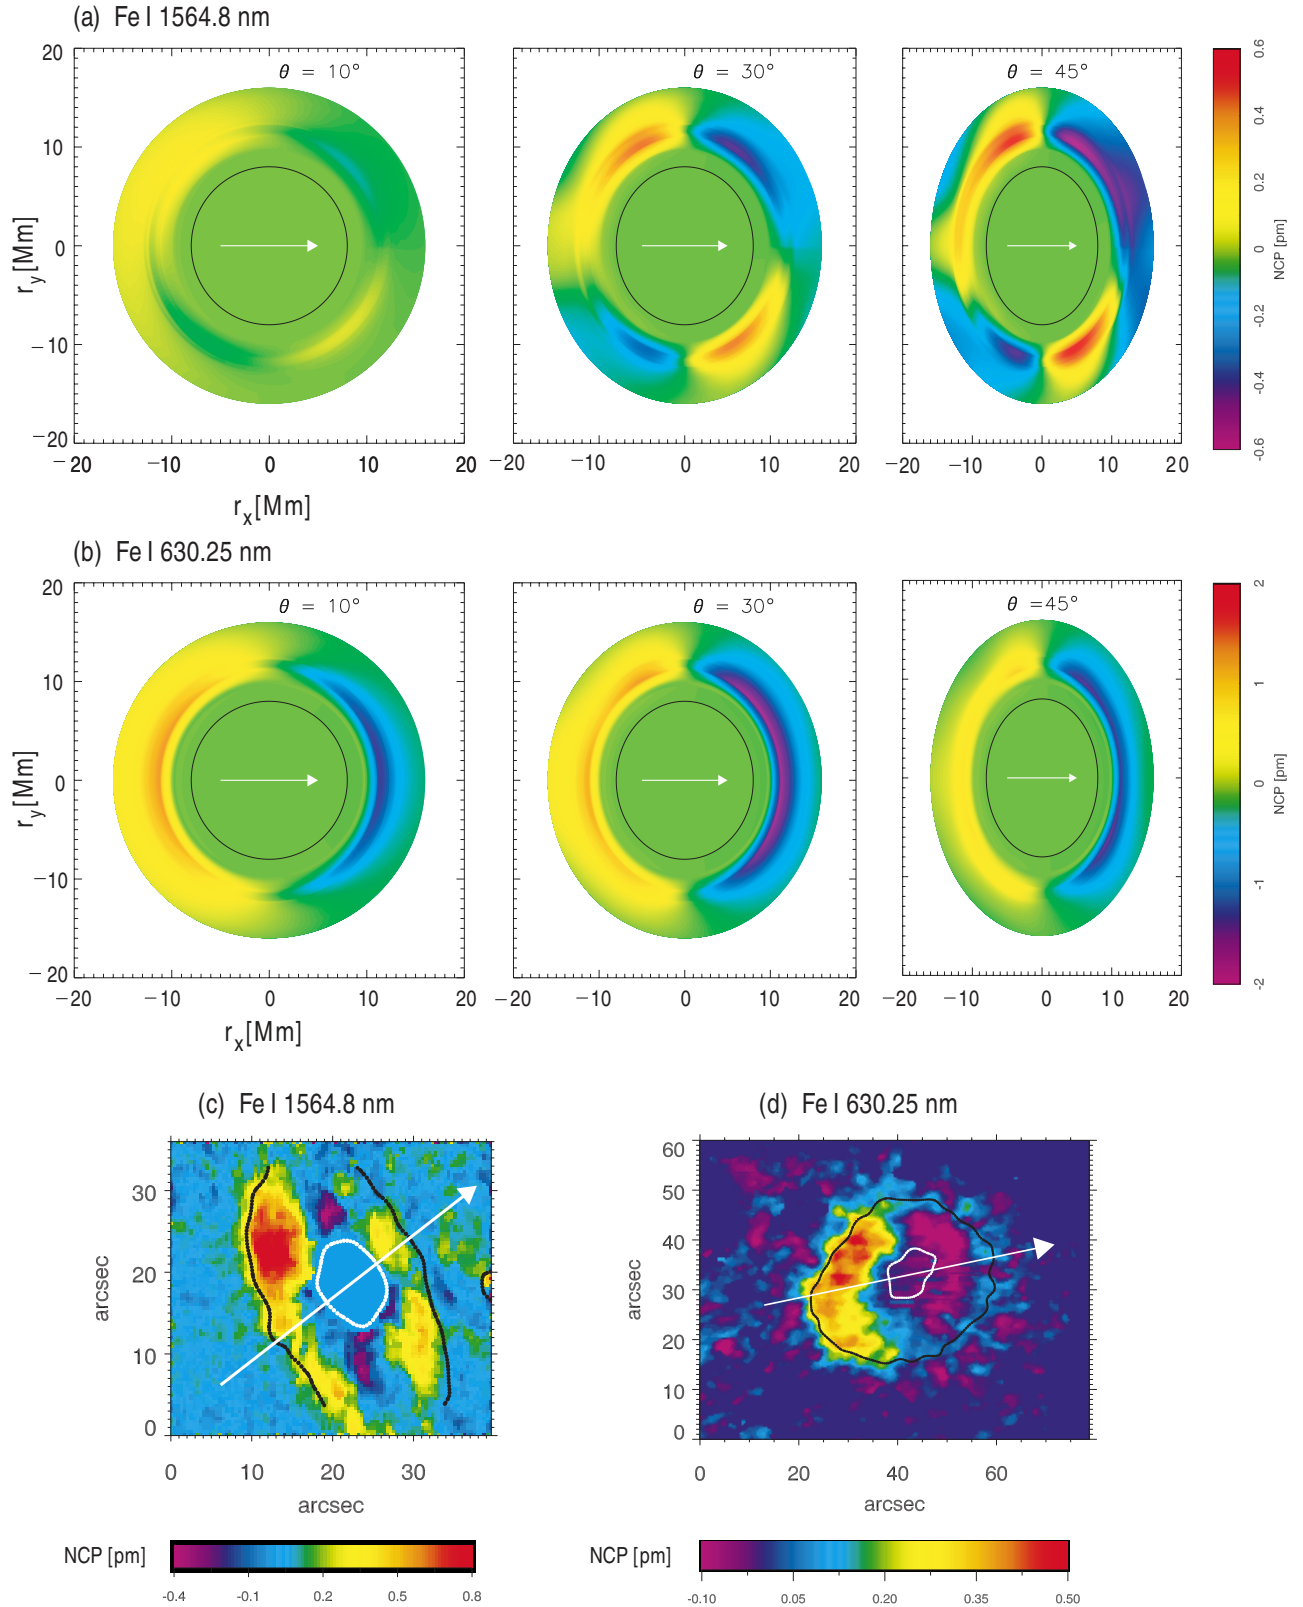 (a) Fe I 1564.8 nm
θ = 10° θ = 30° θ = 45°
20 10 0 −10 −20
r_y[Mm]
−20 −10 0 10 20 −20 −10 0 10 20 −20 −10 0 10 20
r_x[Mm]
0.6 0.4 0.2 0 -0.2 -0.4 -0.6
NCP [pm]
(b) Fe I 630.25 nm
θ = 10° θ = 30° θ =45°
20 10 0 −10 −20
r_y[Mm]
−20 −10 0 10 20 −20 −10 0 10 20 −20 −10 0 10 20
r_x[Mm]
2 1 0 -1 -2
NCP [pm]
(c) Fe I 1564.8 nm
30 20 10 0
arcsec
0 10 20 30
arcsec
NCP [pm]
-0.4 -0.1 0.2 0.5 0.8
(d) Fe I 630.25 nm
60 50 40 30 20 10 0
arcsec
0 20 40 60
arcsec
NCP [pm]
-0.10 0.05 0.20 0.35 0.50